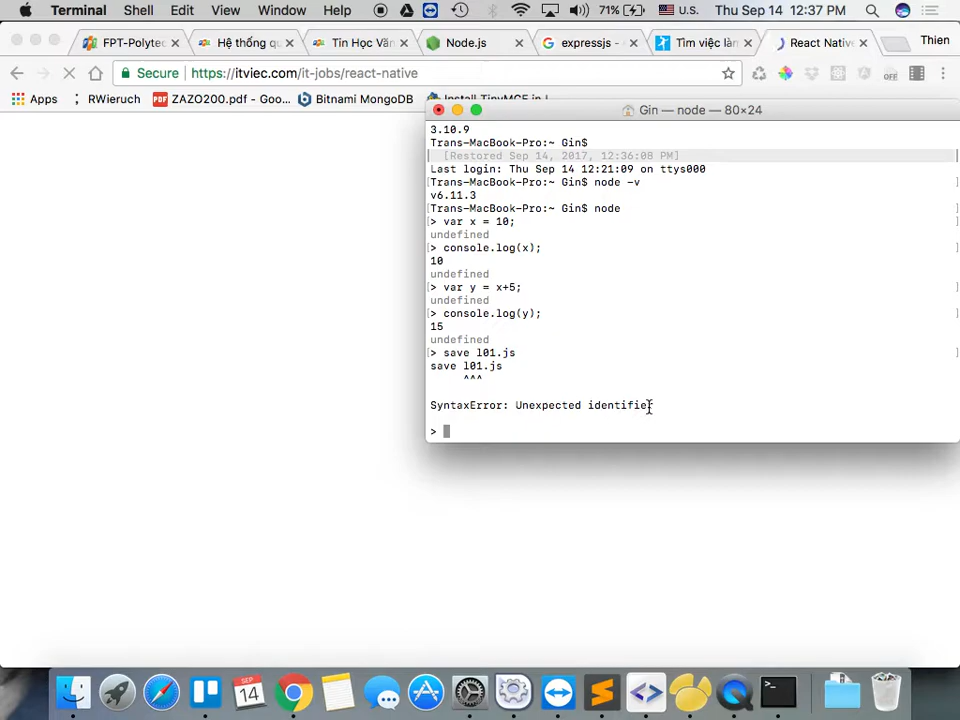 Terminal Shell Edit View Window Help 71% U.S. Thu Sep 14 12:37 PM
FPT-Polytec Hệ thống qu Tin Học Văn Node.js expressjs - Tìm việc làn React Native Thien
Secure https://itviec.com/it-jobs/react-native OFF
Apps RWieruch PDF ZAZO200.pdf - Goo... Bitnami MongoDB
Gin — node — 80×24
3.10.9
Trans-MacBook-Pro:~ Gin$
[Restored Sep 14, 2017, 12:36:08 PM]
Last login: Thu Sep 14 12:21:09 on ttys000
[Trans-MacBook-Pro:~ Gin$ node -v ]
v6.11.3
[Trans-MacBook-Pro:~ Gin$ node ]
[> var x = 10; ]
undefined
[> console.log(x); ]
10
undefined
[> var y = x+5; ]
undefined
[> console.log(y); ]
15
undefined
[> save l01.js ]
save l01.js
^^^
SyntaxError: Unexpected identifier
>
SEP
14